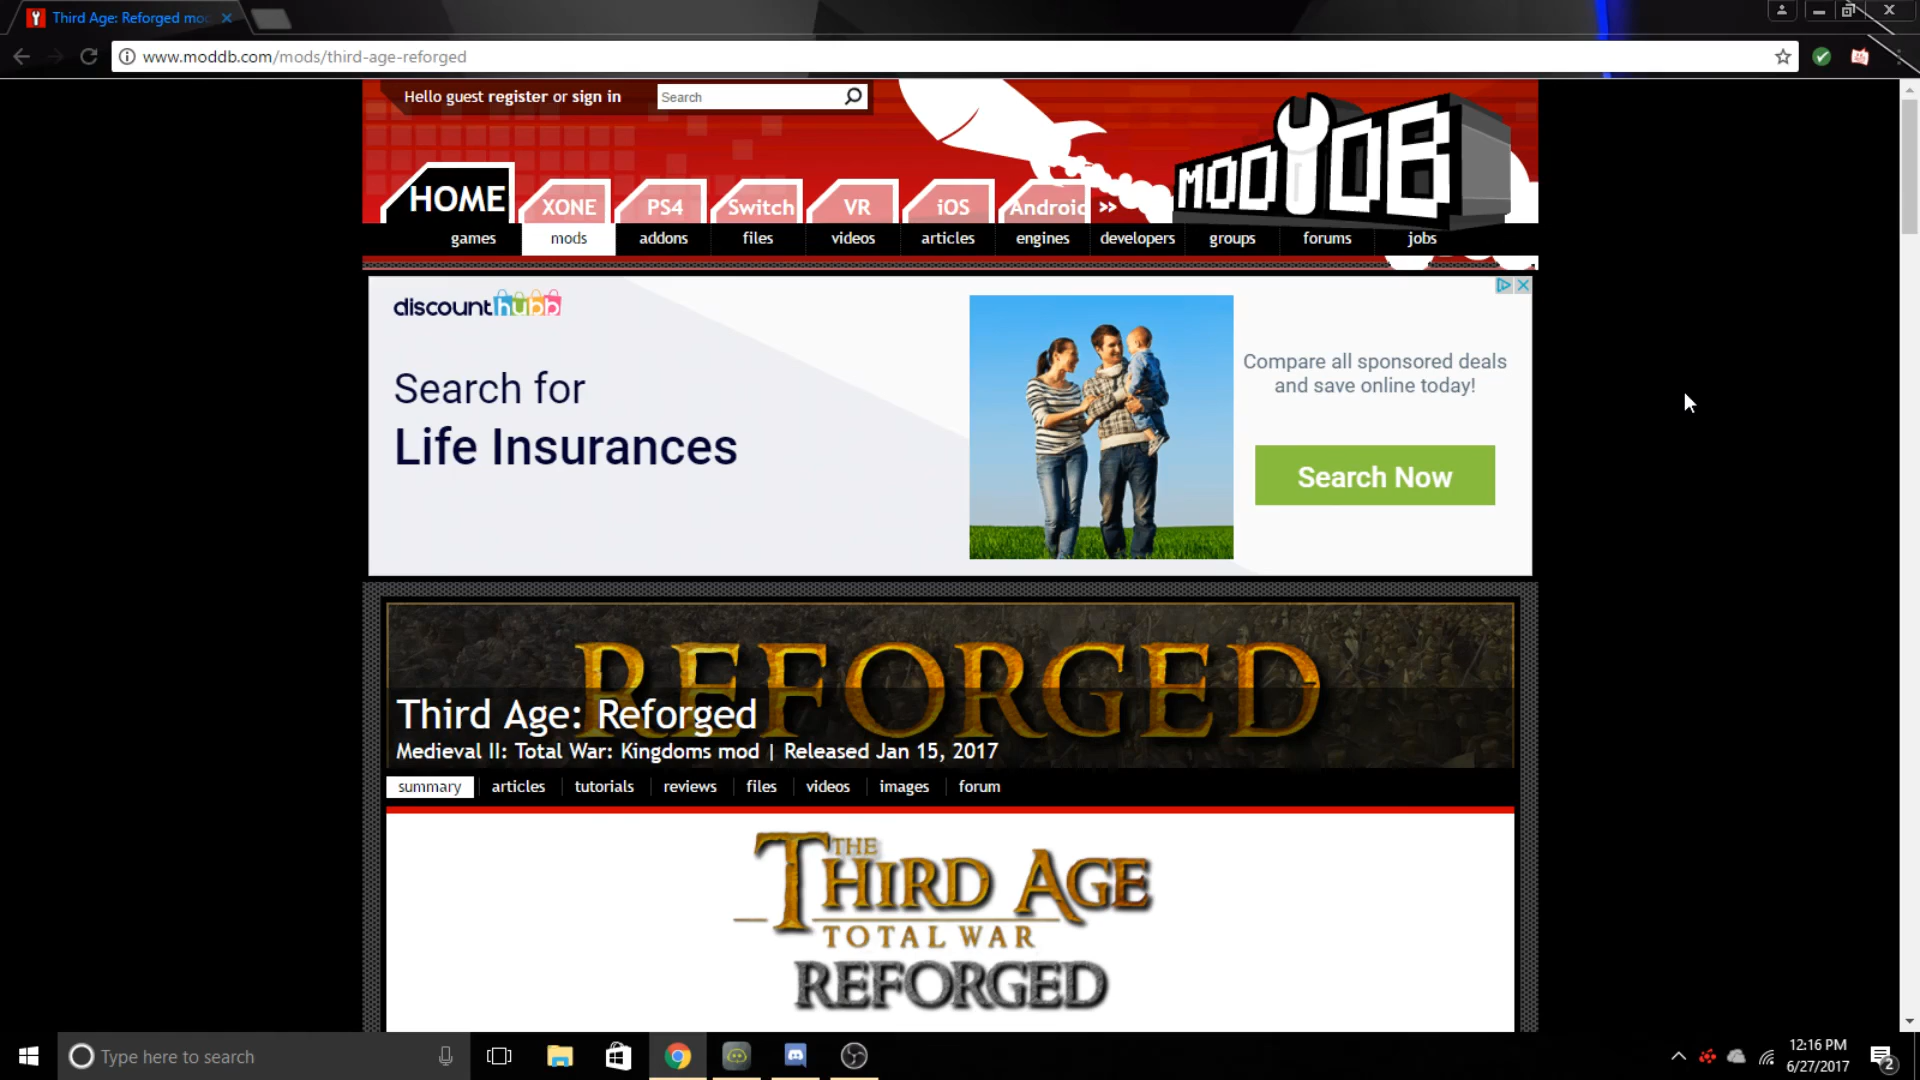 Third Age: Reforged mo
www.moddb.com/mods/third-age-reforged
Hello guest register or sign in
Search
MOD DB
HOME
XONE
PS4
Switch
VR
iOS
Android
>>
games
mods
addons
files
videos
articles
engines
developers
groups
forums
jobs
discounthubb
Search for
Life Insurances
Compare all sponsored deals
and save online today!
Search Now
REFORGED
Third Age: Reforged
Medieval II: Total War: Kingdoms mod | Released Jan 15, 2017
summary
articles
tutorials
reviews
files
videos
images
forum
THE
THIRD AGE
TOTAL WAR
REFORGED
Type here to search
12:16 PM
6/27/2017
2